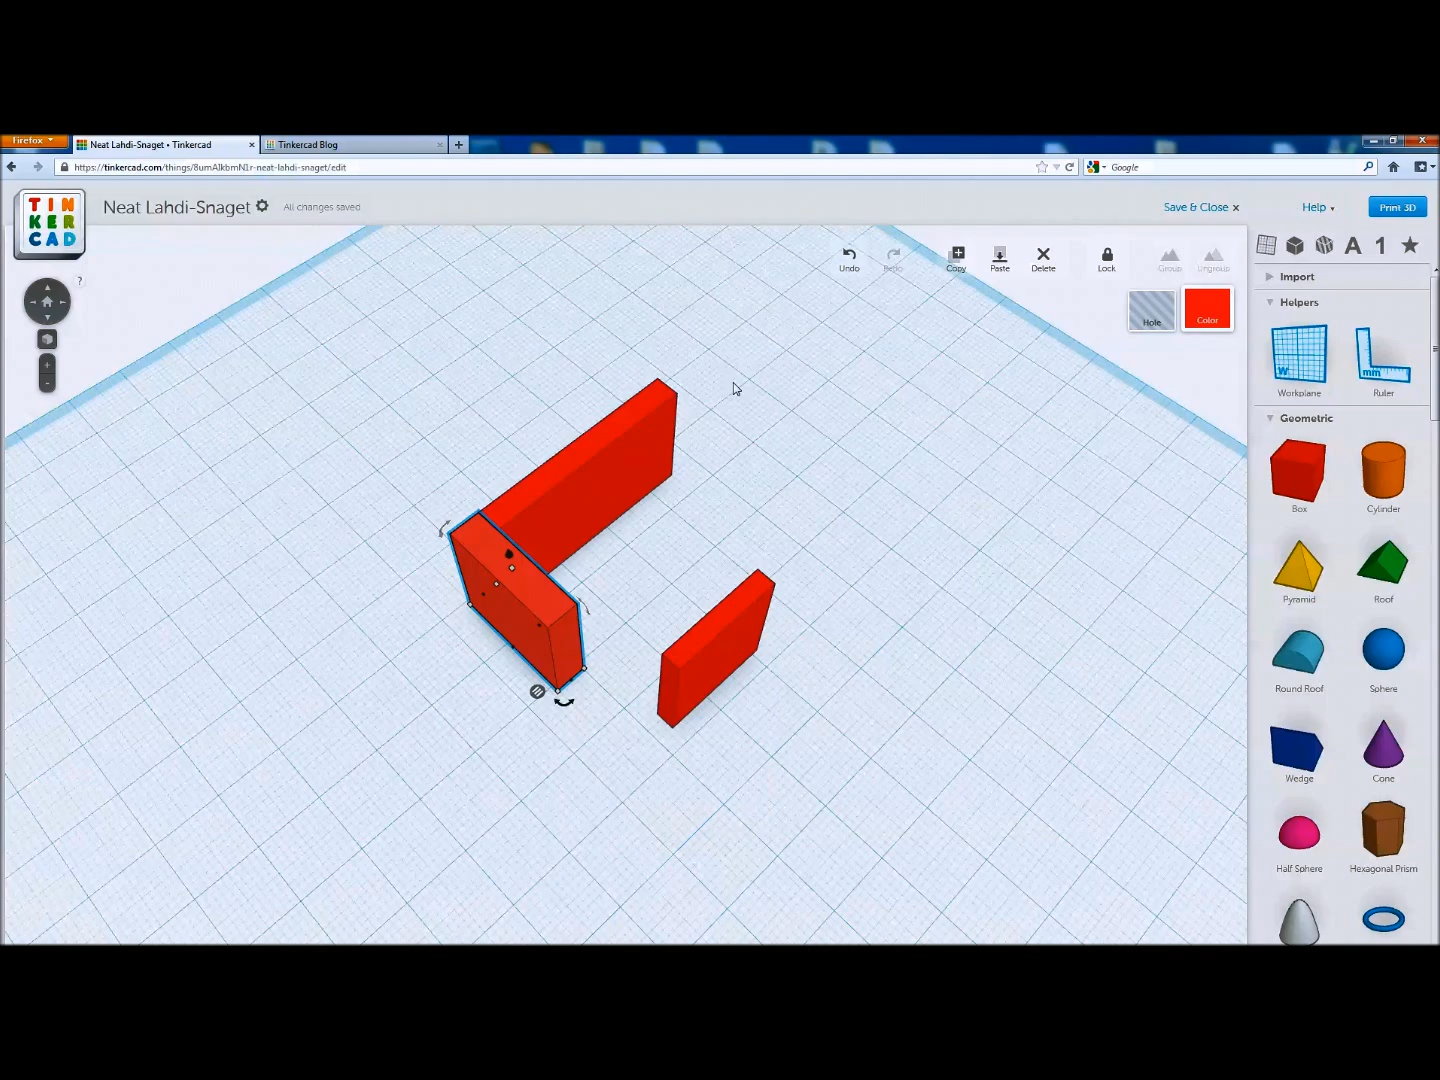 Firefox
Neat Lahdi-Snaget • Tinkercad
Tinkercad Blog
https://tinkercad.com/things/8umAlkbmN1r-neat-lahdi-snaget/edit
Google
TIN
KER
CAD
Neat Lahdi-Snaget
All changes saved
Save & Close
Help
Print 3D
?
Undo
Redo
Copy
Paste
Delete
Lock
Group
Ungroup
Hole
Color
A 1
Import
Helpers
W
mm
Workplane
Ruler
Geometric
Box
Cylinder
Pyramid
Roof
Round Roof
Sphere
Wedge
Cone
Half Sphere
Hexagonal Prism